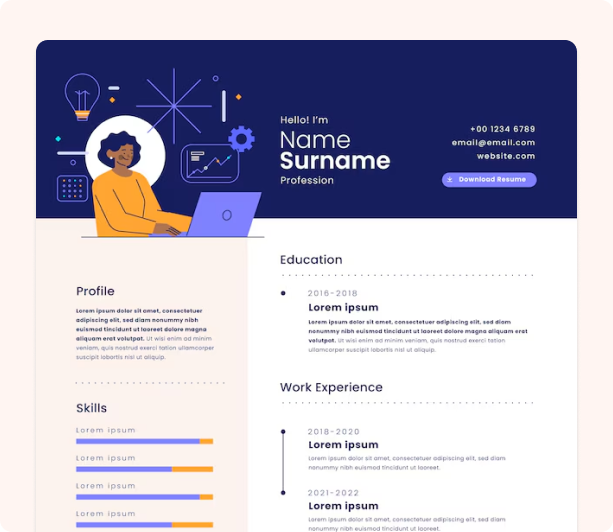 Hello! I'm
Name
Surname
Profession
+00 1234 6789
email@email.com
website.com
Download Resume
Profile
Lorem ipsum dolor sit amet, consectetuer
adipiscing elit, sed diam nonummy nibh
euismod tincidunt ut laoreet dolore magna
aliquam erat volutpat. Ut wisi enim ad minim
veniam, quis nostrud exerci tation ullamcorper
suscipit lobortis nisl ut aliquip.
Skills
Lorem ipsum
Lorem ipsum
Lorem ipsum
Lorem ipsum
Education
2016-2018
Lorem ipsum
Lorem ipsum dolor sit amet, consectetuer adipiscing elit, sed diam
nonummy nibh euismod tincidunt ut laoreet dolore magna aliquam erat
volutpat. Ut wisi enim ad minim veniam, quis nostrud exerci tation
ullamcorper suscipit lobortis nisl ut aliquip.
Work Experience
2018-2020
Lorem ipsum
Lorem ipsum dolor sit amet, consectetuer adipiscing elit, sed diam
nonummy nibh euismod tincidunt ut laoreet.
2021-2022
Lorem ipsum
Lorem ipsum dolor sit amet, consectetuer adipiscing elit, sed diam
nonummy nibh euismod tincidunt ut laoreet.